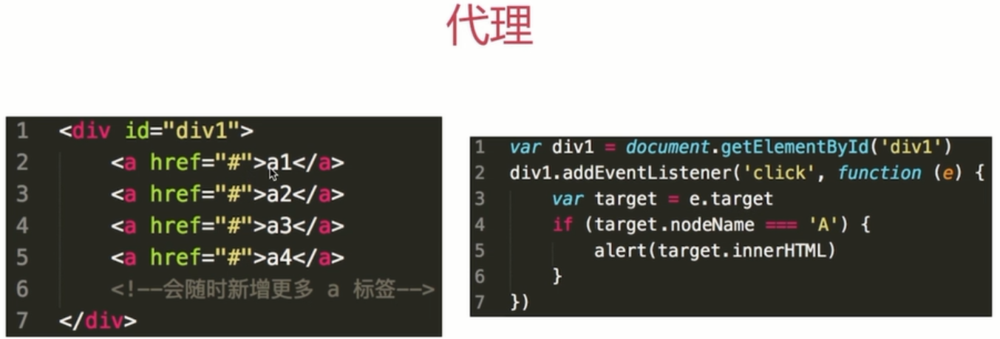 代理
1 <div id="div1">
2 <a href="#">a1</a>
3 <a href="#">a2</a>
4 <a href="#">a3</a>
5 <a href="#">a4</a>
6 <!--会随时新增更多 a 标签-->
7 </div>
1 var div1 = document.getElementById('div1')
2 div1.addEventListener('click', function (e) {
3 var target = e.target
4 if (target.nodeName === 'A') {
5 alert(target.innerHTML)
6 }
7 })